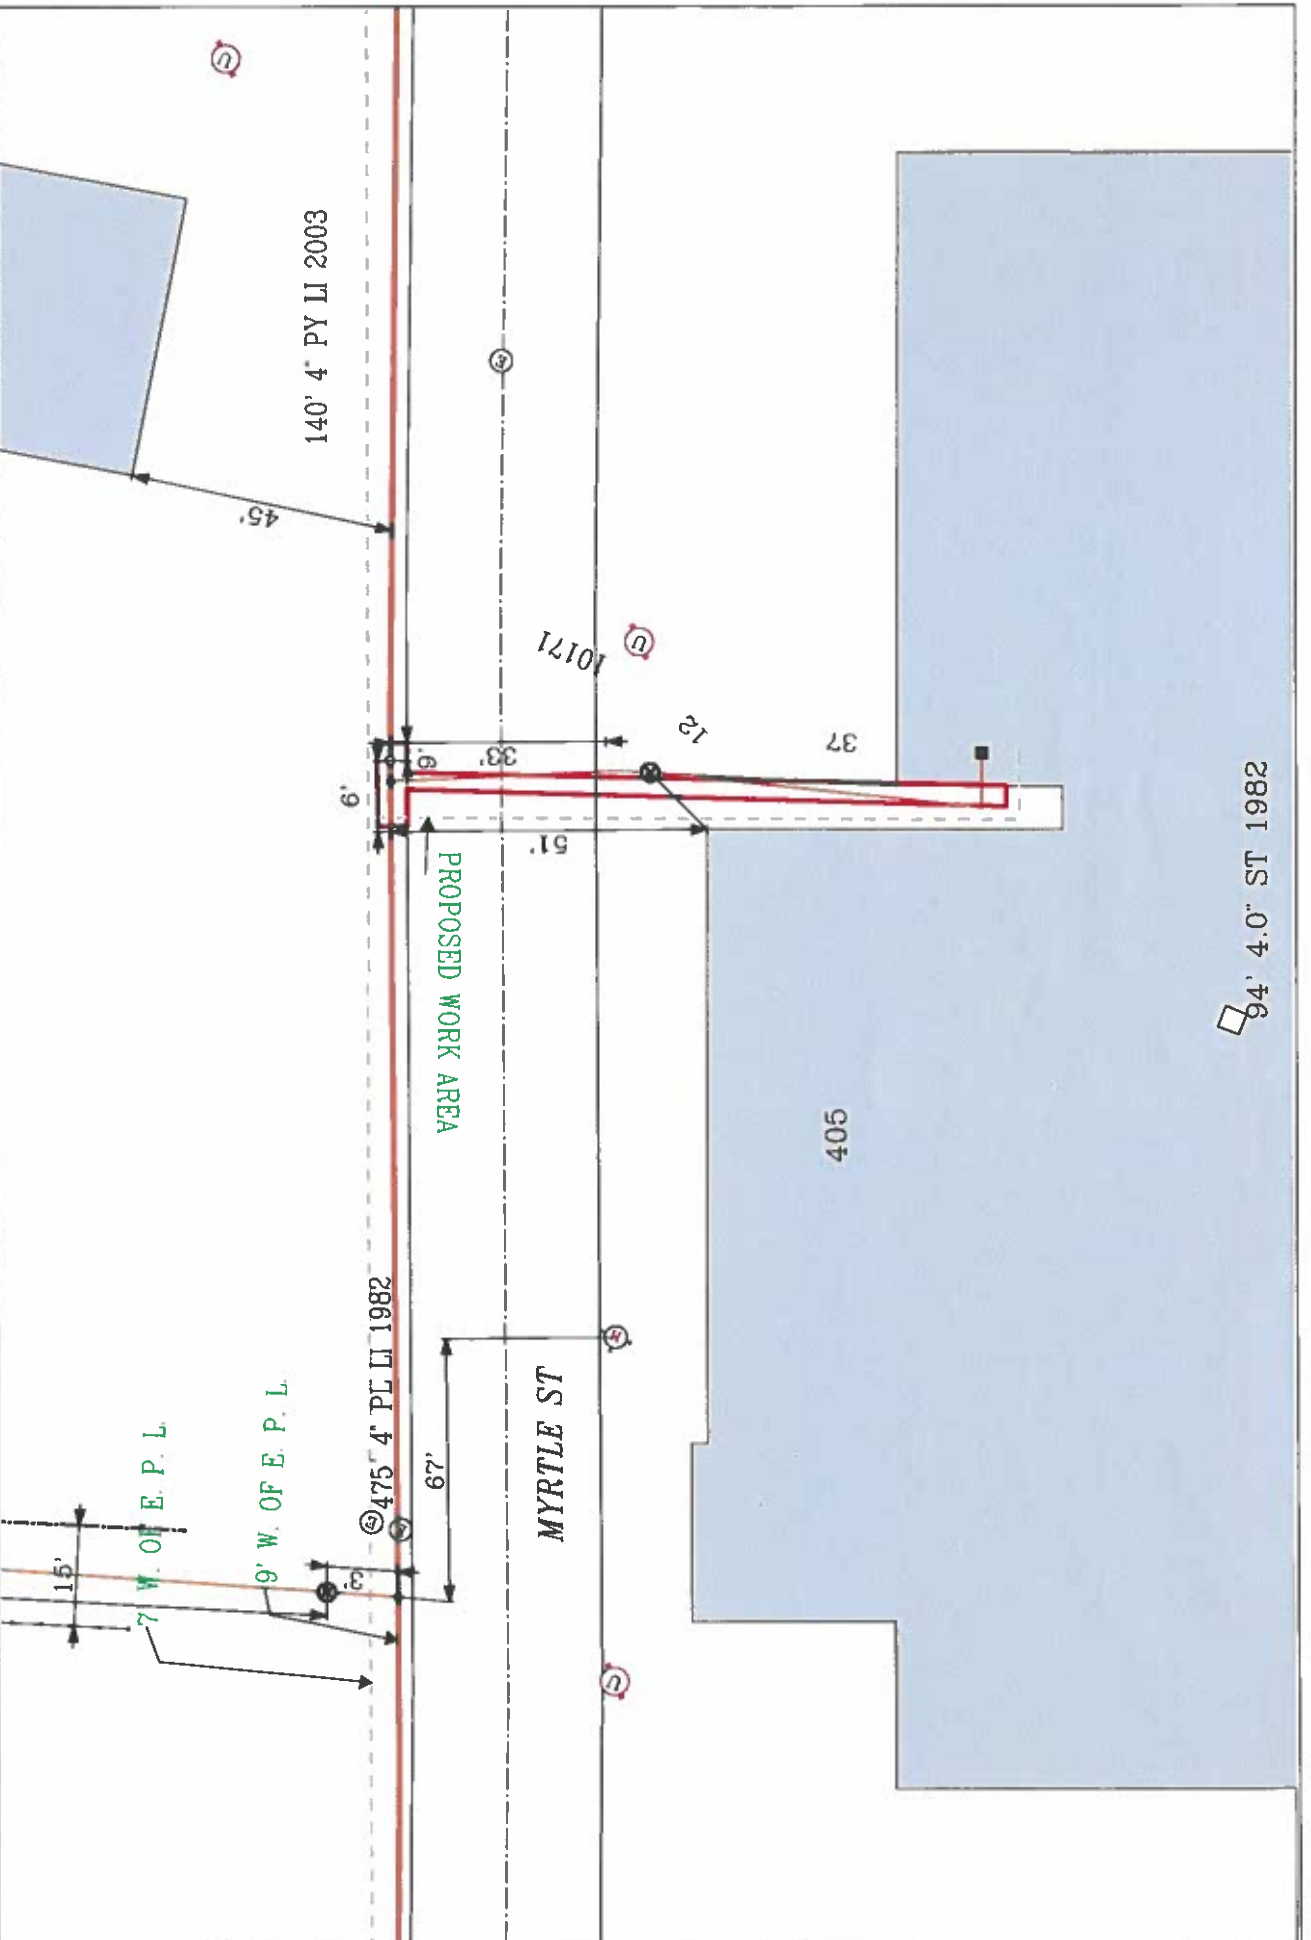 140' 4" PY LI 2003
45'
10171
12
37
33'
6'
6'
51'
PROPOSED WORK AREA
94' 4.0" ST 1982
405
475' 4" PL LI 1982
67'
MYRTLE ST
7' W. OF E. P. L.
9' W. OF E. P. L.
15'
3'
U
U
U